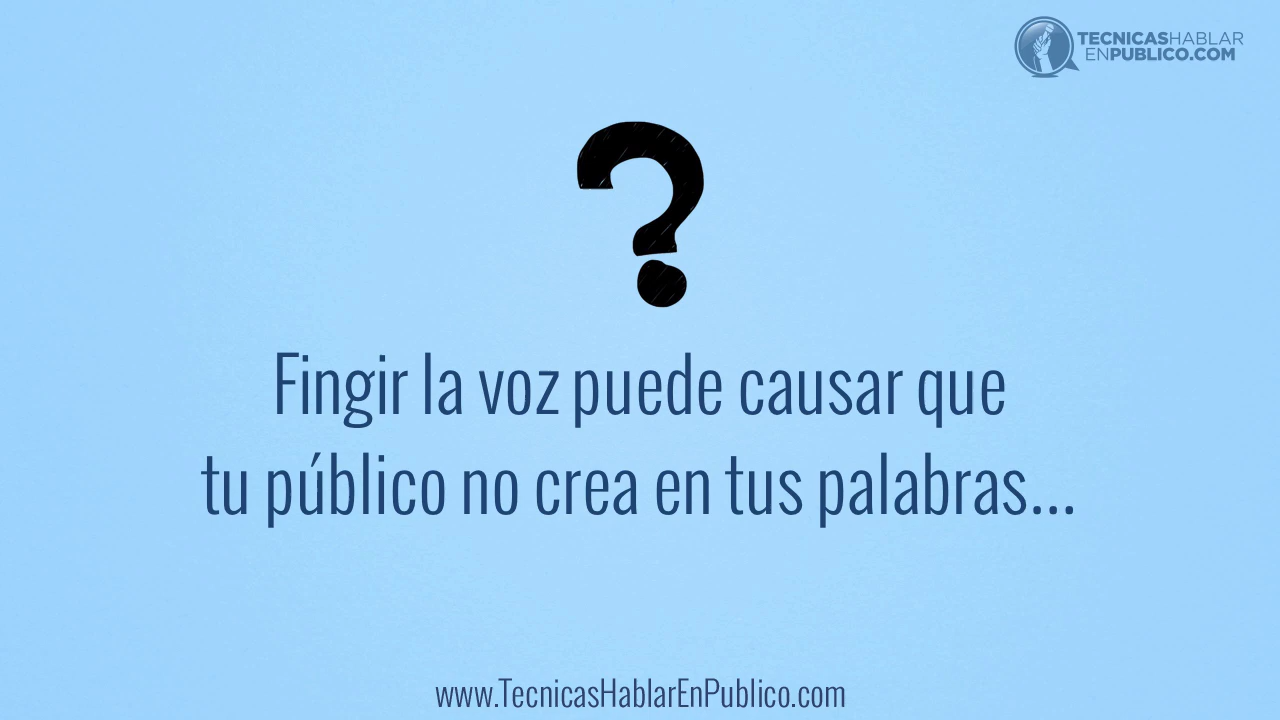 TECNICASHABLAR
ENPUBLICO.COM
?
Fingir la voz puede causar que
tu público no crea en tus palabras...
www.TecnicasHablarEnPublico.com